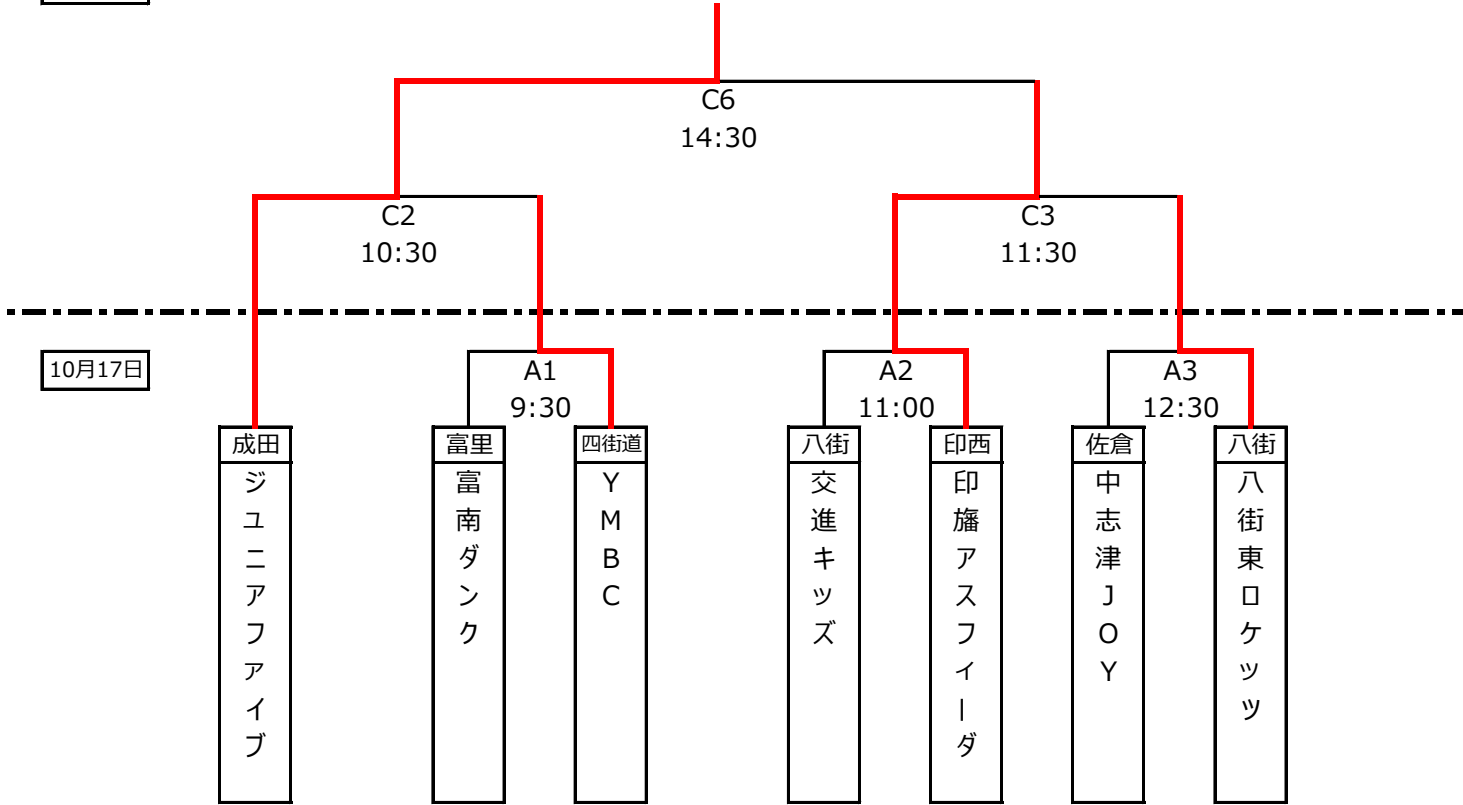 C6
14:30
C2
10:30
C3
11:30
10月17日
A1
9:30
A2
11:00
A3
12:30
成田
ジュニアファイブ
富里
富南ダンク
四街道
YMBC
八街
交進キッズ
印西
印旛アスフィーダ
佐倉
中志津JOY
八街
八街東ロケッツ